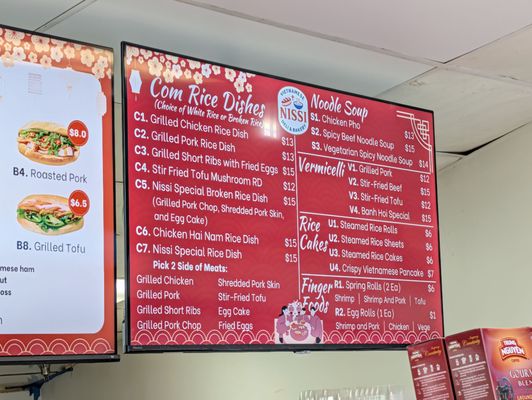 $8.0
B4. Roasted Pork
$6.5
B8. Grilled Tofu
Com Rice Dishes
(Choice of White Rice or Broken Rice)
C1. Grilled Chicken Rice Dish $13
C2. Grilled Pork Rice Dish $13
C3. Grilled Short Ribs with Fried Eggs $15
C4. Stir Fried Tofu Mushroom RD $12
C5. Nissi Special Broken Rice Dish $15
(Grilled Pork Chop, Shredded Pork Skin,
and Egg Cake)
C6. Chicken Hai Nam Rice Dish $15
C7. Nissi Special Rice Dish $15
Pick 2 Side of Meats:
Grilled Chicken Shredded Pork Skin
Grilled Pork Stir-Fried Tofu
Grilled Short Ribs Egg Cake
Grilled Pork Chop Fried Eggs
VIETNAMESE
NISSI
DELI & BAKERY
Noodle Soup
S1. Chicken Pho $15
S2. Spicy Beef Noodle Soup $15
S3. Vegetarian Spicy Noodle Soup $14
Vermicelli
V1. Grilled Pork $12
V2. Stir-Fried Beef $15
V3. Stir-Fried Tofu $12
V4. Banh Hoi Special $15
Rice Cakes
U1. Steamed Rice Rolls $6
U2. Steamed Rice Sheets $6
U3. Steamed Rice Cakes $6
U4. Crispy Vietnamese Pancake $7
Finger Foods
R1. Spring Rolls (2 Ea) $6
Shrimp | Shrimp And Pork | Tofu
R2. Egg Rolls (1 Ea) $2
Shrimp and Pork | Chicken | Vege
TRUNG NGUYEN